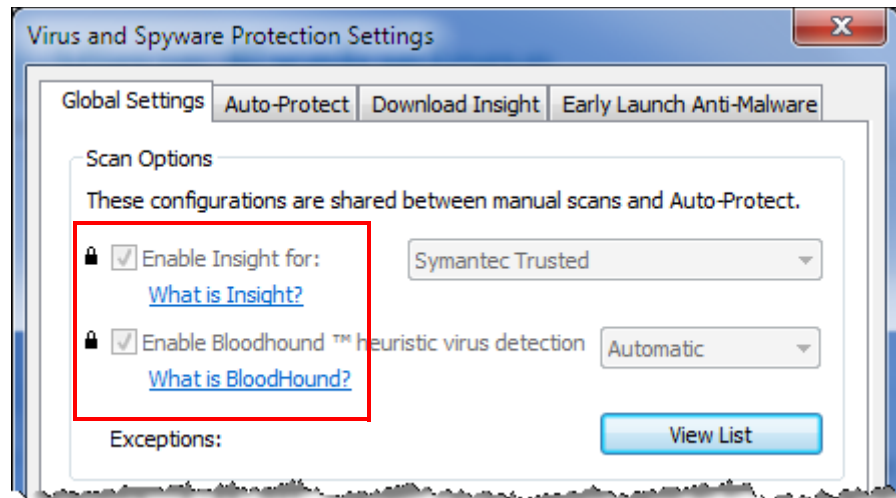 Virus and Spyware Protection Settings
Global Settings Auto-Protect Download Insight Early Launch Anti-Malware
Scan Options
These configurations are shared between manual scans and Auto-Protect.
Enable Insight for: Symantec Trusted
What is Insight?
Enable Bloodhound ™ heuristic virus detection Automatic
What is BloodHound?
Exceptions: View List